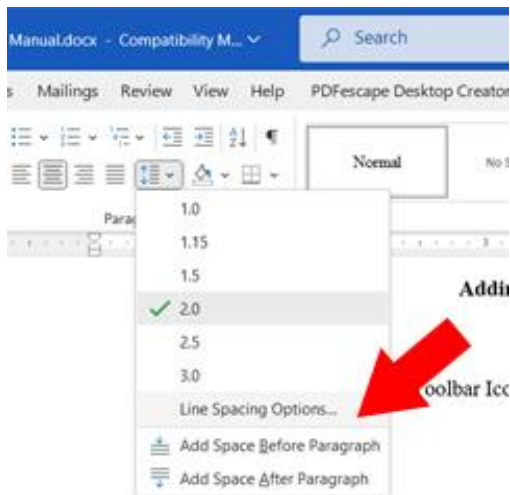 Manual.docx - Compatibility M...
Search
s Mailings Review View Help PDFescape Desktop Creator
Normal
No S
Parag
1.0
1.15
1.5
2.0
2.5
3.0
Line Spacing Options...
Add Space Before Paragraph
Add Space After Paragraph
3
Addin
oolbar Ico